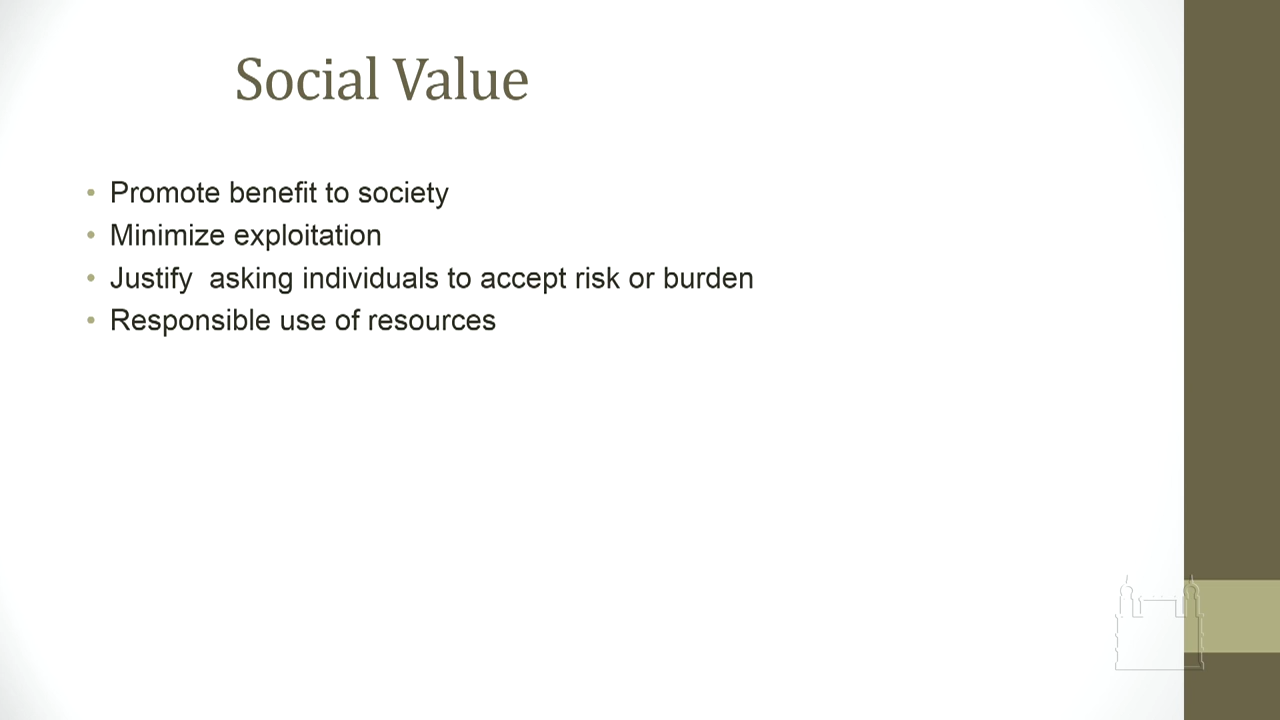 Social Value
• Promote benefit to society
• Minimize exploitation
• Justify  asking individuals to accept risk or burden
• Responsible use of resources